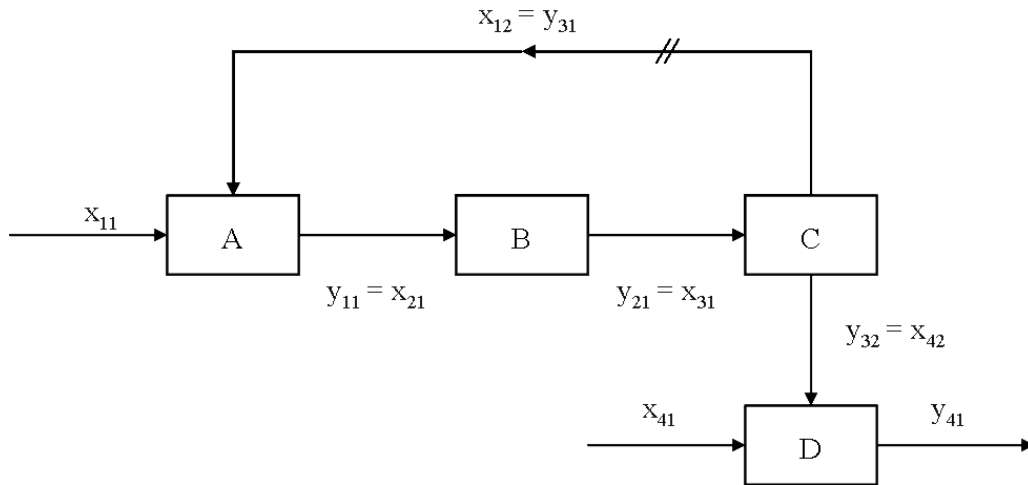 x₁₂ = y₃₁
x₁₁
A
B
C
y₁₁ = x₂₁
y₂₁ = x₃₁
y₃₂ = x₄₂
x₄₁
D
y₄₁